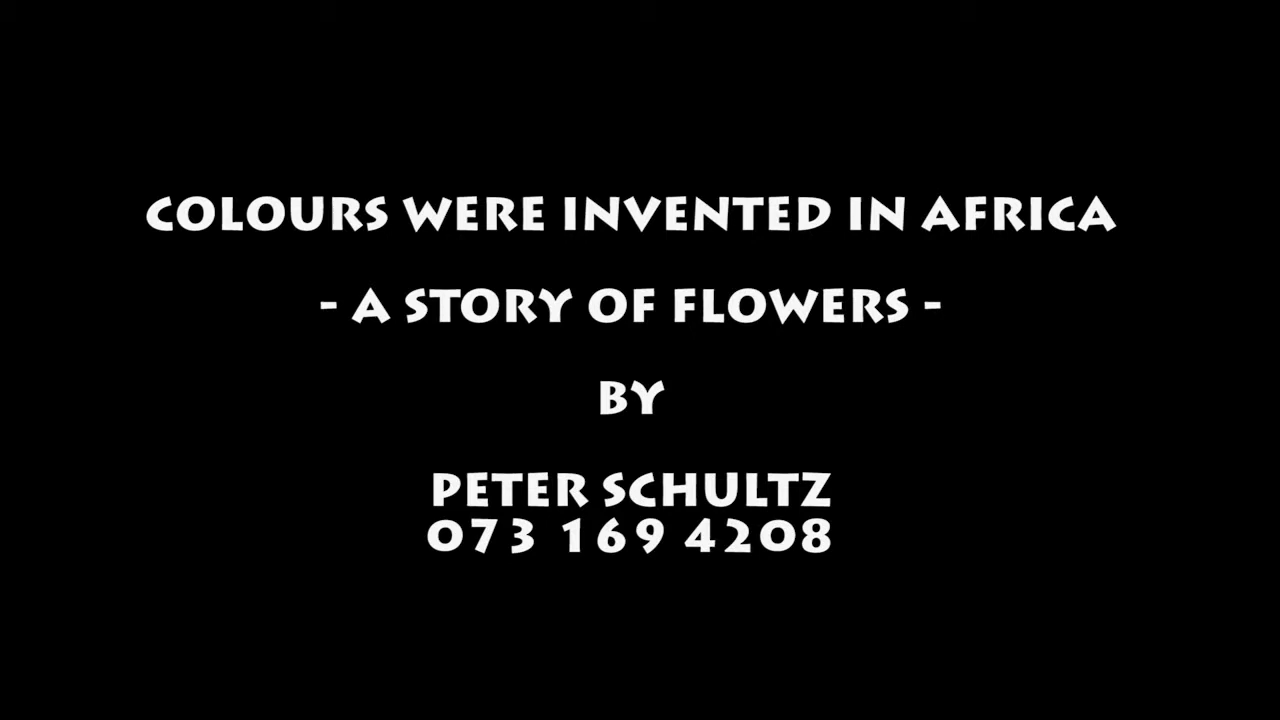 COLOURS WERE INVENTED IN AFRICA
- A STORY OF FLOWERS -
BY
PETER SCHULTZ
073 169 4208